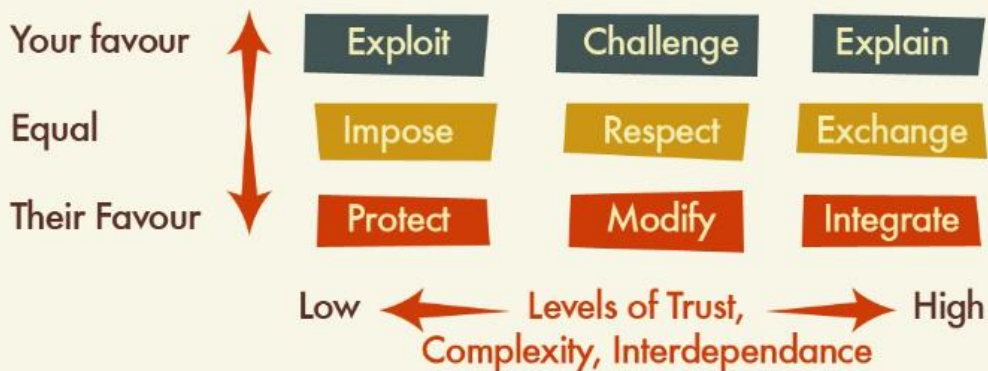 Your favour Exploit Challenge Explain
Equal Impose Respect Exchange
Their Favour Protect Modify Integrate
Low Levels of Trust, High
Complexity, Interdependance